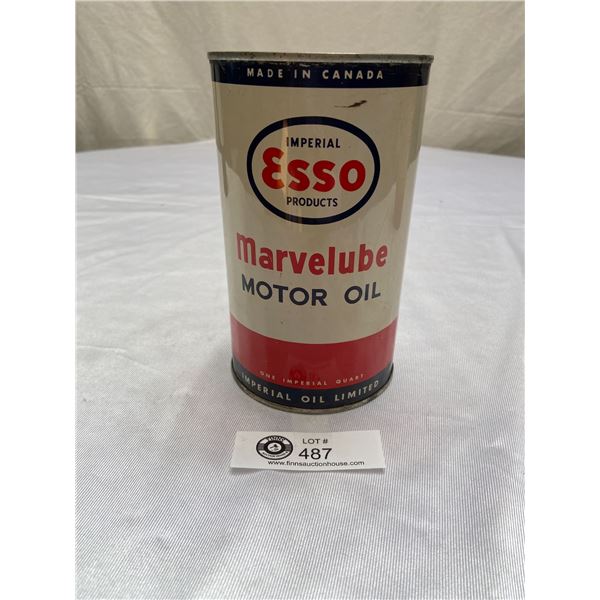 MADE IN CANADA
IMPERIAL
Esso
PRODUCTS
Marvelube
MOTOR OIL
ONE IMPERIAL QUART
IMPERIAL OIL LIMITED
LOT #
487
www.finnsauctionhouse.com